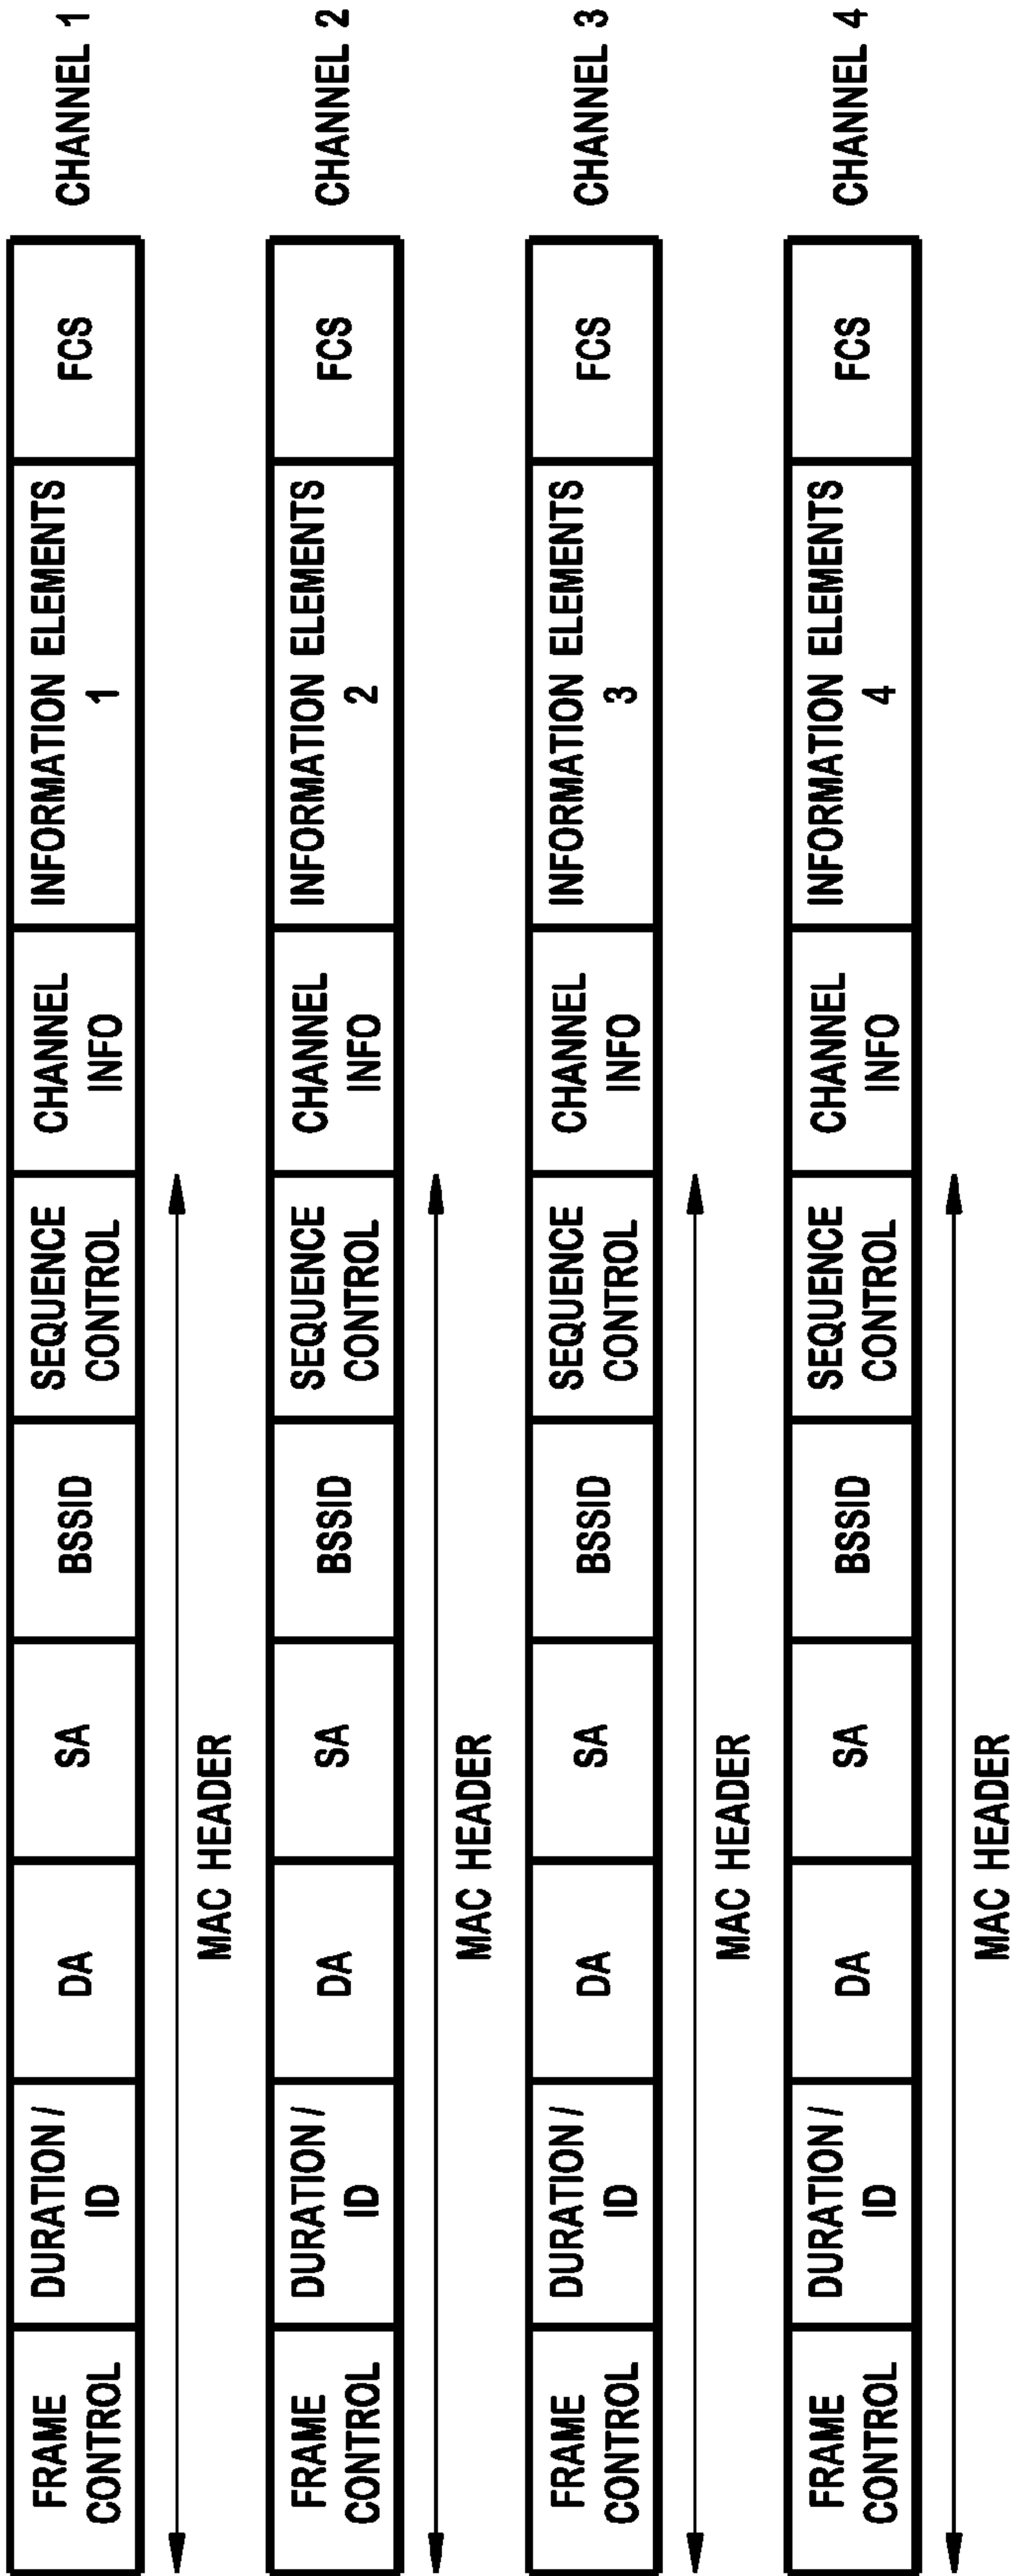 FRAME
CONTROL
DURATION /
ID
DA
SA
BSSID
SEQUENCE
CONTROL
CHANNEL
INFO
INFORMATION ELEMENTS
1
FCS
CHANNEL 1
MAC HEADER
FRAME
CONTROL
DURATION /
ID
DA
SA
BSSID
SEQUENCE
CONTROL
CHANNEL
INFO
INFORMATION ELEMENTS
2
FCS
CHANNEL 2
MAC HEADER
FRAME
CONTROL
DURATION /
ID
DA
SA
BSSID
SEQUENCE
CONTROL
CHANNEL
INFO
INFORMATION ELEMENTS
3
FCS
CHANNEL 3
MAC HEADER
FRAME
CONTROL
DURATION /
ID
DA
SA
BSSID
SEQUENCE
CONTROL
CHANNEL
INFO
INFORMATION ELEMENTS
4
FCS
CHANNEL 4
MAC HEADER